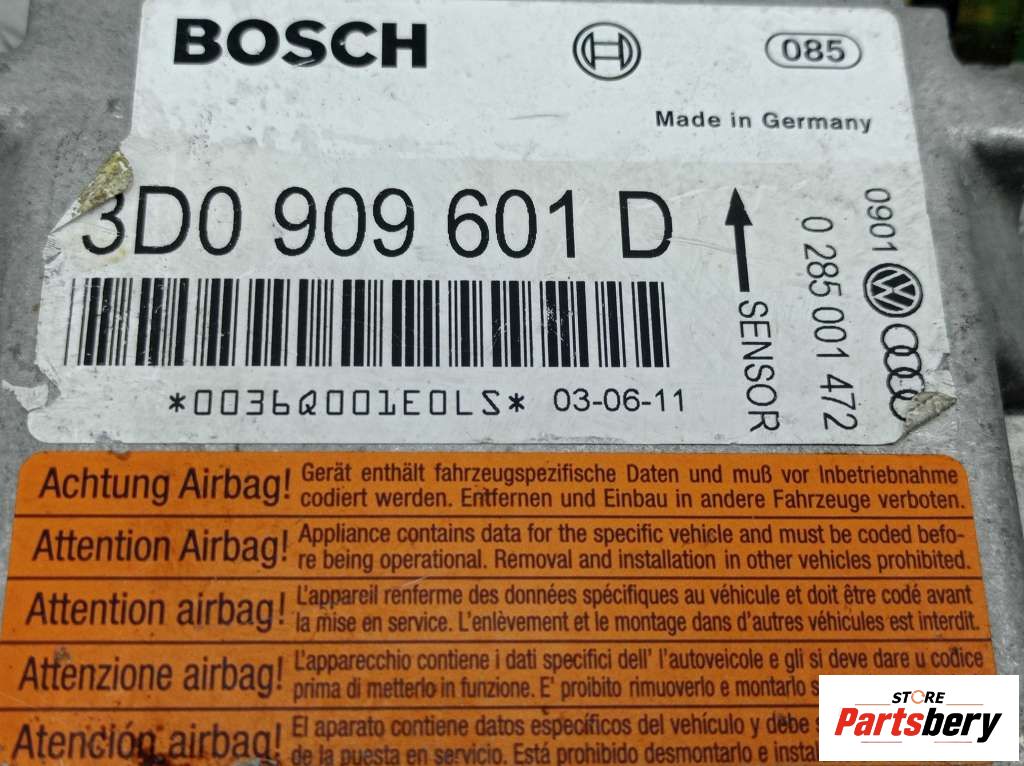 BOSCH
085
Made in Germany
3D0 909 601 D
SENSOR
0 285 001 472
0901
*0036Q001E0LS* 03-06-11
Achtung Airbag! Gerät enthält fahrzeugspezifische Daten und muß vor Inbetriebnahme
codiert werden. Entfernen und Einbau in andere Fahrzeuge verboten.
Attention Airbag! Appliance contains data for the specific vehicle and must be coded befo-
re being operational. Removal and installation in other vehicles prohibited.
Attention airbag! L'appareil renferme des données spécifiques au véhicule et doit être codé avant
la mise en service. L'enlèvement et le montage dans d'autres véhicules est interdit.
Attenzione airbag! L'apparecchio contiene i dati specifici dell' l'autoveicole e gli si deve dare u codice
prima di metterlo in funzione. E' proibito rimuoverlo e montarlo
Atención airbag! El aparato contiene datos específicos del vehículo y debe
de la puesta en servicio. Está prohibido desmontarlo e
STORE
Partsbery